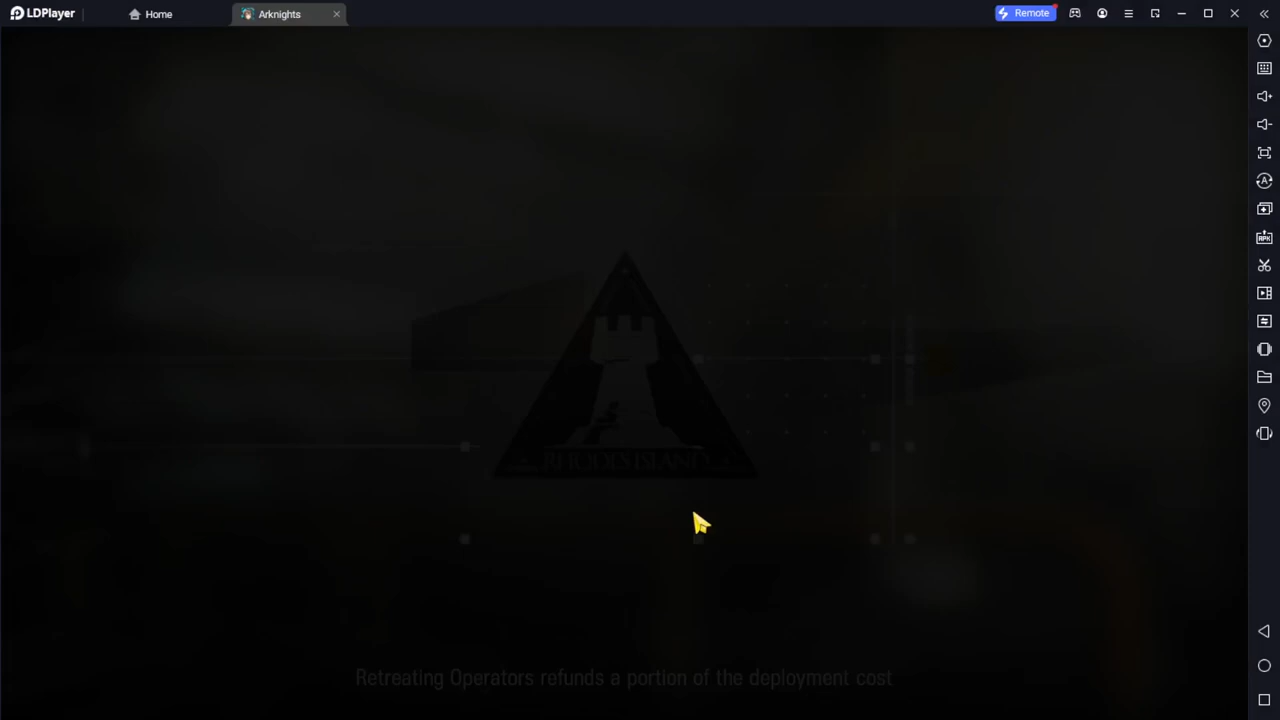 LDPlayer
Home
Arknights
Remote
RHODES ISLAND
Retreating Operators refunds a portion of the deployment cost